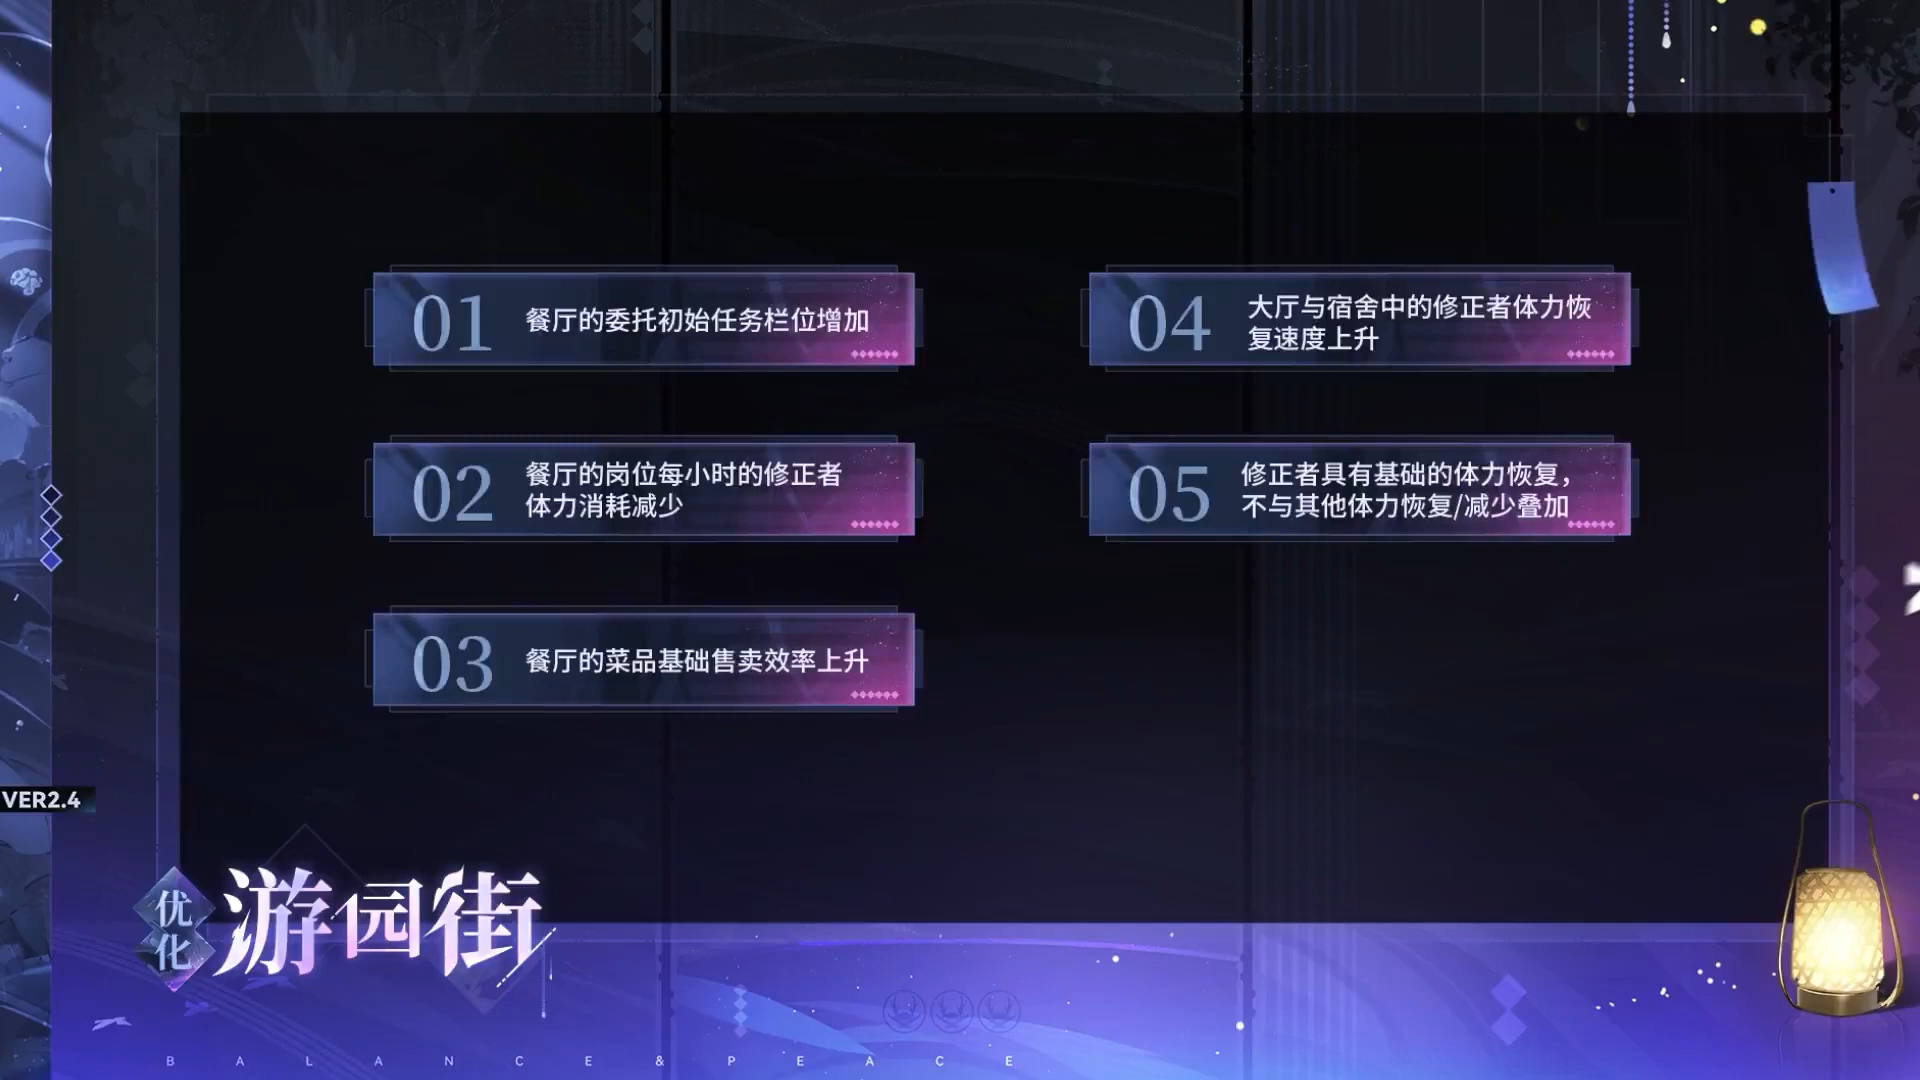 01
餐厅的委托初始任务栏位增加
02
餐厅的岗位每小时的修正者
体力消耗减少
03
餐厅的菜品基础售卖效率上升
04
大厅与宿舍中的修正者体力恢
复速度上升
05
修正者具有基础的体力恢复，
不与其他体力恢复/减少叠加
VER2.4
优化
游园街
BALANCE&PEACE